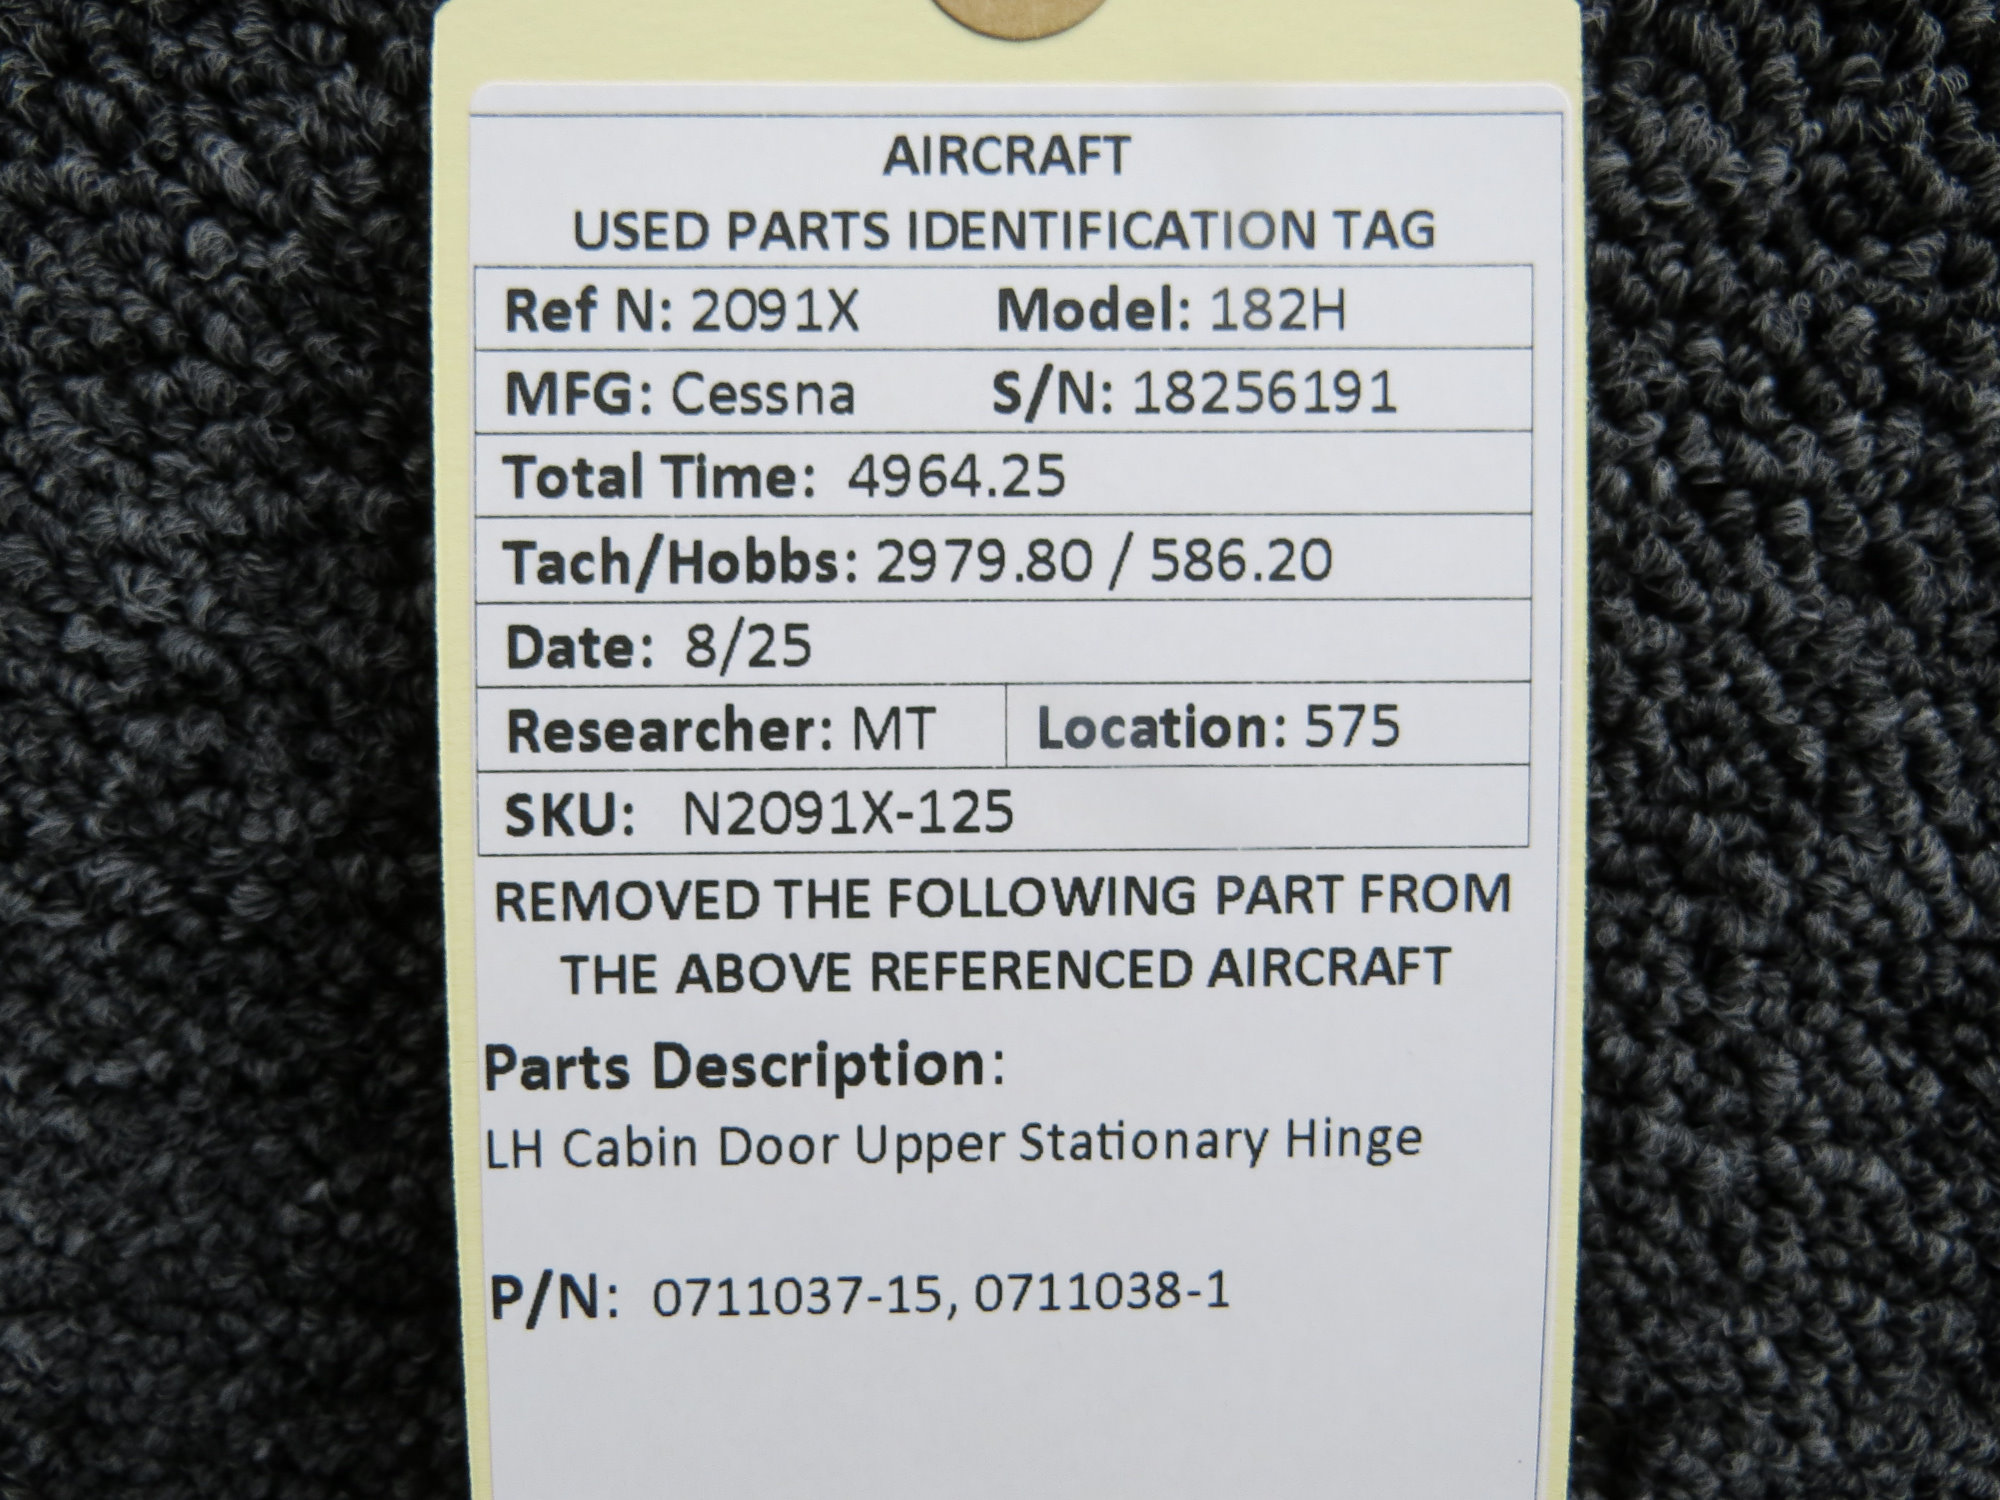 AIRCRAFT
USED PARTS IDENTIFICATION TAG
Ref N: 2091X Model: 182H
MFG: Cessna S/N: 18256191
Total Time: 4964.25
Tach/Hobbs: 2979.80 / 586.20
Date: 8/25
Researcher: MT Location: 575
SKU: N2091X-125
REMOVED THE FOLLOWING PART FROM
THE ABOVE REFERENCED AIRCRAFT
Parts Description:
LH Cabin Door Upper Stationary Hinge
P/N: 0711037-15, 0711038-1